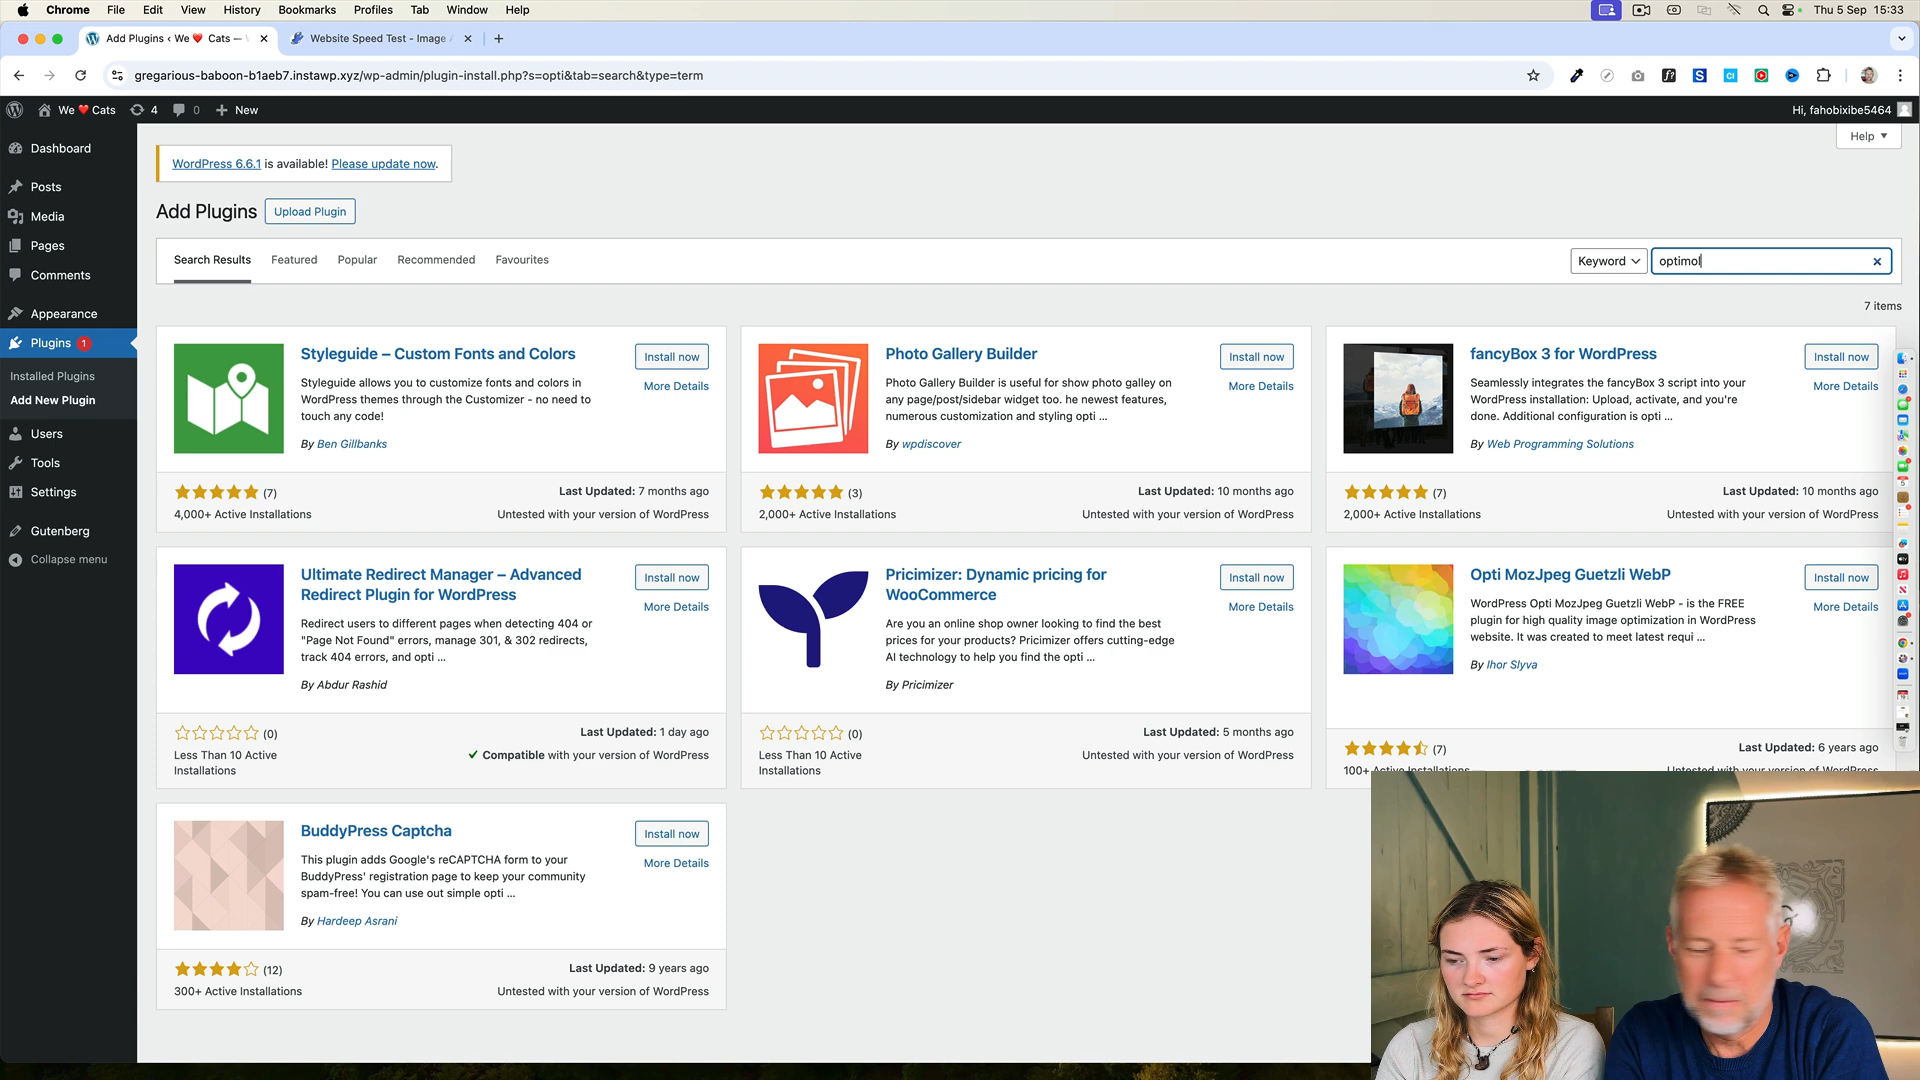 Chrome File Edit View History Bookmarks Profiles Tab Window Help
Thu 5 Sep 15:33
Add Plugins ‹ We ❤ Cats —
Website Speed Test - Image
gregarious-baboon-b1aeb7.instawp.xyz/wp-admin/plugin-install.php?s=opti&tab=search&type=term
We ❤ Cats 4 0 New
Hi, fahobixibe5464
Help
Dashboard
Posts
Media
Pages
Comments
Appearance
Plugins 1
Installed Plugins
Add New Plugin
Users
Tools
Settings
Gutenberg
Collapse menu
WordPress 6.6.1 is available! Please update now.
Add Plugins Upload Plugin
Search Results Featured Popular Recommended Favourites
Keyword optimol
7 items
Styleguide – Custom Fonts and Colors
Install now
More Details
Styleguide allows you to customize fonts and colors in
WordPress themes through the Customizer - no need to
touch any code!
By Ben Gillbanks
(7)
4,000+ Active Installations
Last Updated: 7 months ago
Untested with your version of WordPress
Photo Gallery Builder
Install now
More Details
Photo Gallery Builder is useful for show photo galley on
any page/post/sidebar widget too. he newest features,
numerous customization and styling opti ...
By wpdiscover
(3)
2,000+ Active Installations
Last Updated: 10 months ago
Untested with your version of WordPress
fancyBox 3 for WordPress
Install now
More Details
Seamlessly integrates the fancyBox 3 script into your
WordPress installation: Upload, activate, and you're
done. Additional configuration is opti ...
By Web Programming Solutions
(7)
2,000+ Active Installations
Last Updated: 10 months ago
Untested with your version of WordPress
Ultimate Redirect Manager – Advanced
Redirect Plugin for WordPress
Install now
More Details
Redirect users to different pages when detecting 404 or
"Page Not Found" errors, manage 301, & 302 redirects,
track 404 errors, and opti ...
By Abdur Rashid
(0)
Less Than 10 Active
Installations
Last Updated: 1 day ago
Compatible with your version of WordPress
Pricimizer: Dynamic pricing for
WooCommerce
Install now
More Details
Are you an online shop owner looking to find the best
prices for your products? Pricimizer offers cutting-edge
AI technology to help you find the opti ...
By Pricimizer
(0)
Less Than 10 Active
Installations
Last Updated: 5 months ago
Untested with your version of WordPress
Opti MozJpeg Guetzli WebP
Install now
More Details
WordPress Opti MozJpeg Guetzli WebP - is the FREE
plugin for high quality image optimization in WordPress
website. It was created to meet latest requi ...
By Ihor Slyva
(7)
100+ Active Installations
Last Updated: 6 years ago
Untested with your version of WordPress
BuddyPress Captcha
Install now
More Details
This plugin adds Google's reCAPTCHA form to your
BuddyPress' registration page to keep your community
spam-free! You can use out simple opti ...
By Hardeep Asrani
(12)
300+ Active Installations
Last Updated: 9 years ago
Untested with your version of WordPress